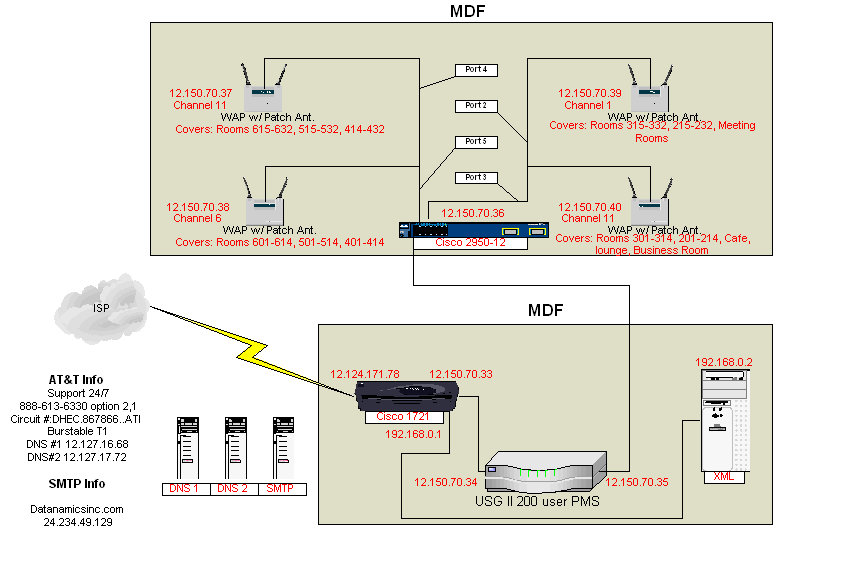 MDF
Port 4
12.150.70.37
Channel 11
WAP w/ Patch Ant.
Covers: Rooms 615-632, 515-532, 414-432
Port 2
12.150.70.39
Channel 1
WAP w/ Patch Ant.
Covers: Rooms 315-332, 215-232, Meeting
Rooms
Port 5
Port 3
12.150.70.38
Channel 6
WAP w/ Patch Ant.
Covers: Rooms 601-614, 501-514, 401-414
12.150.70.36
Cisco 2950-12
12.150.70.40
Channel 11
WAP w/ Patch Ant.
Covers: Rooms 301-314, 201-214, Cafe,
lounge, Business Room
ISP
MDF
12.124.171.78
12.150.70.33
Cisco 1721
192.168.0.1
192.168.0.2
XML
12.150.70.34
12.150.70.35
USG II 200 user PMS
AT&T Info
Support 24/7
888-613-6330 option 2,1
Circuit #:DHEC.867866..ATI
Burstable T1
DNS #1 12.127.16.68
DNS#2 12.127.17.72
SMTP Info
Datanamicsinc.com
24.234.49.129
DNS 1
DNS 2
SMTP